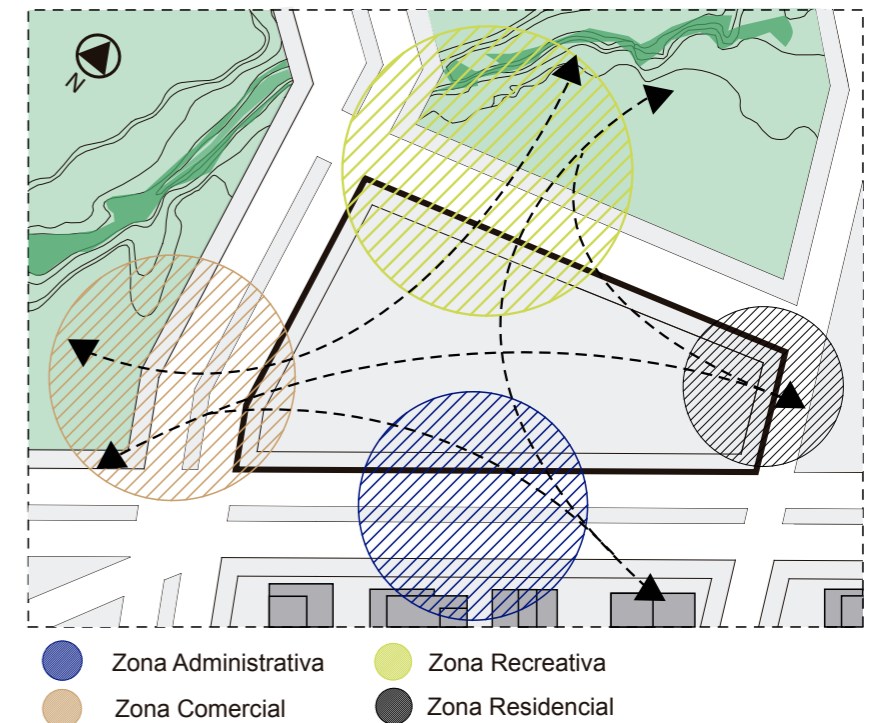 N
Zona Administrativa
Zona Recreativa
Zona Comercial
Zona Residencial